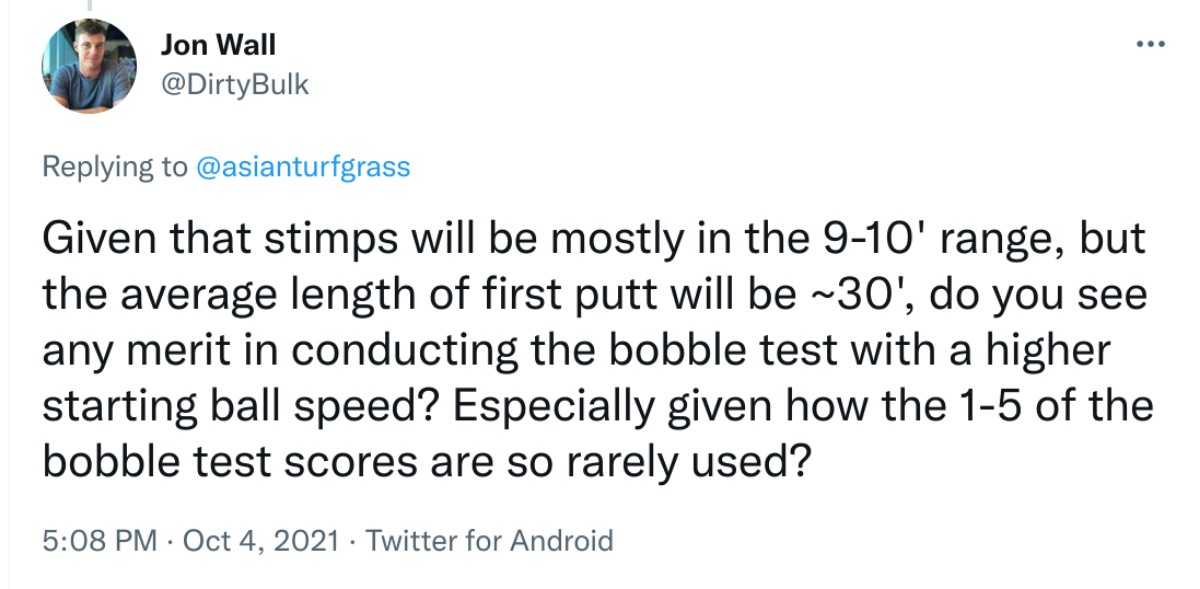 Jon Wall
@DirtyBulk
Replying to @asianturfgrass
Given that stimps will be mostly in the 9-10' range, but
the average length of first putt will be ~30', do you see
any merit in conducting the bobble test with a higher
starting ball speed? Especially given how the 1-5 of the
bobble test scores are so rarely used?
5:08 PM · Oct 4, 2021 · Twitter for Android